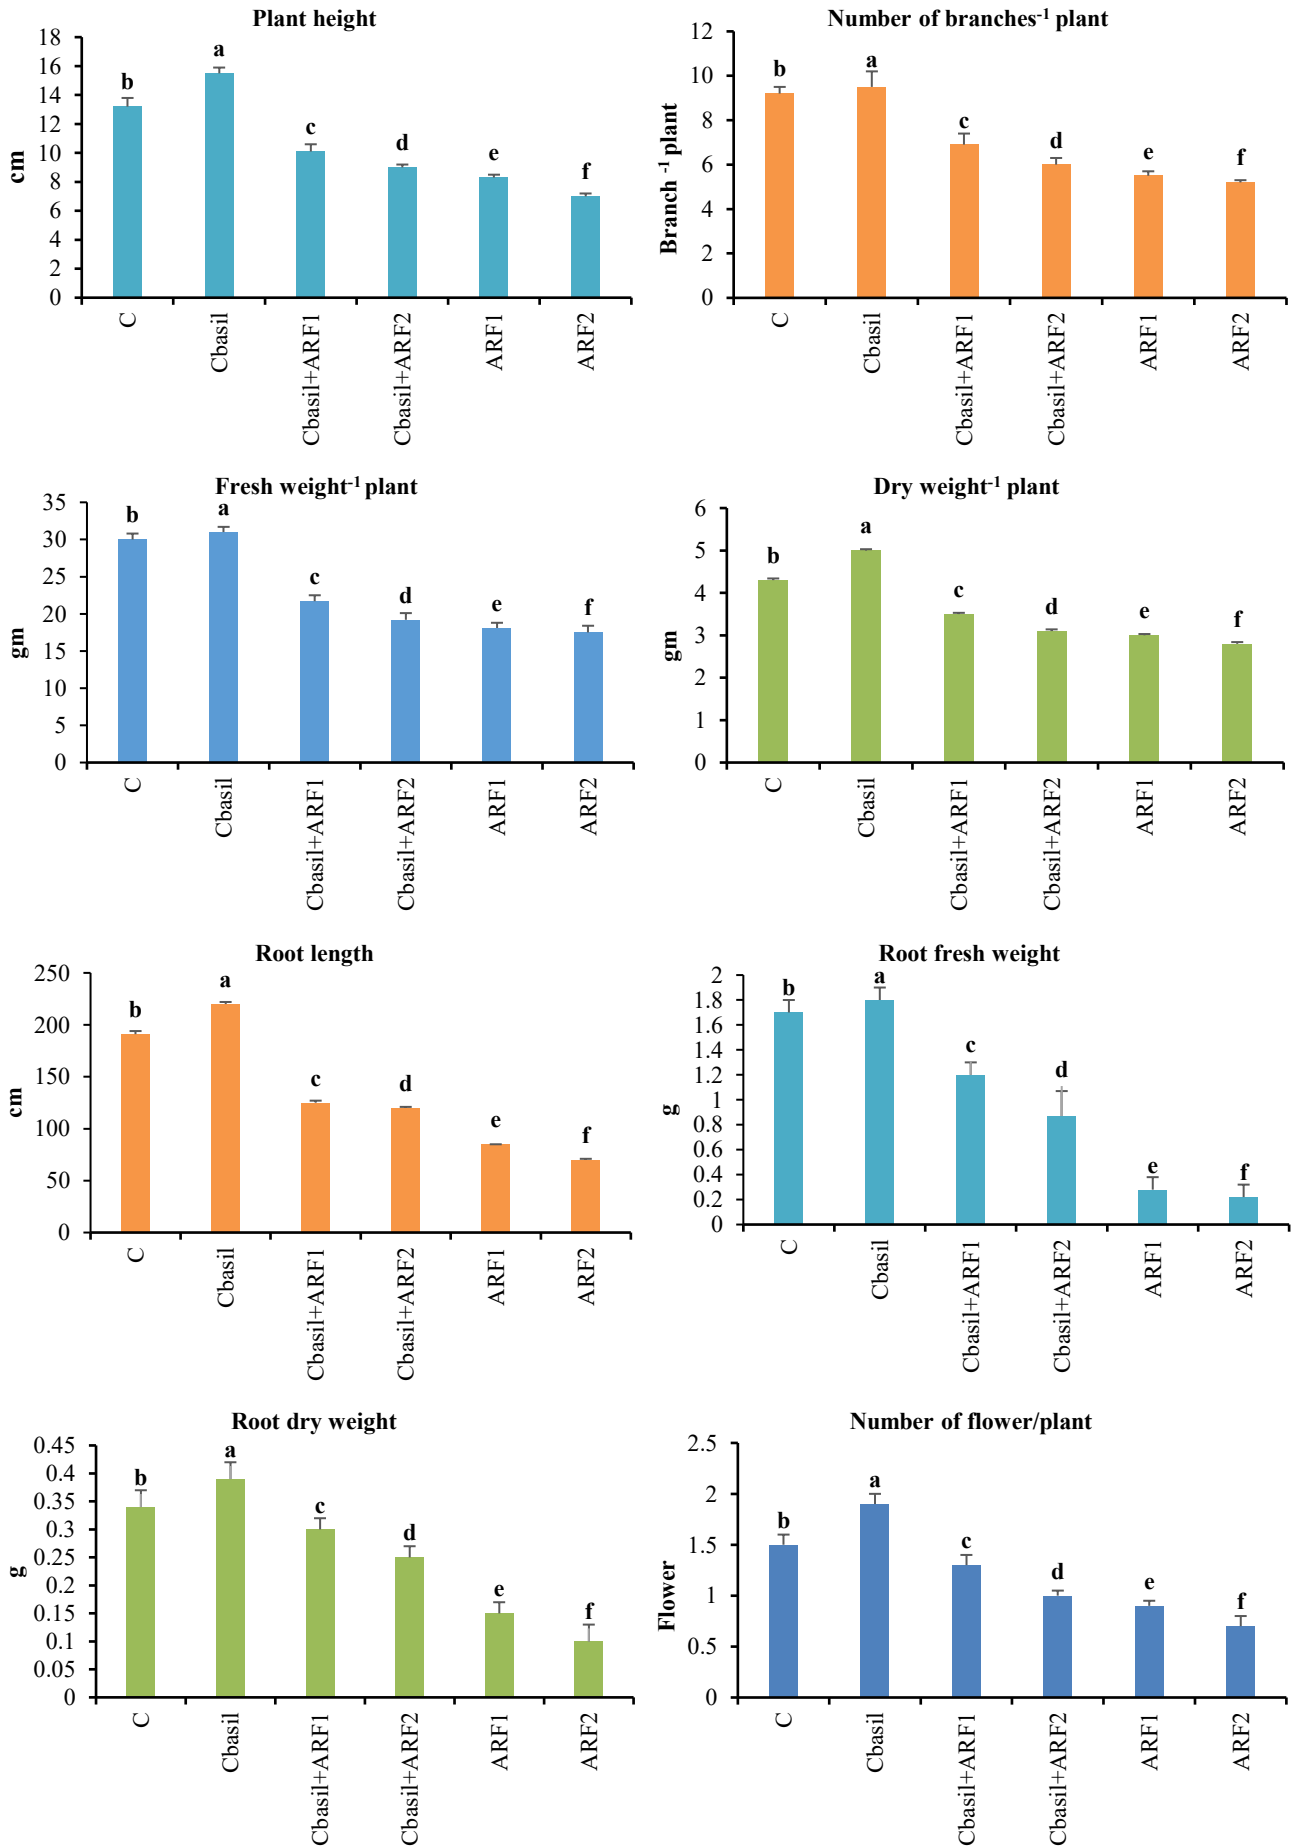 Plant height
18
16
14
12
10
8
6
4
2
0
cm
b
a
c
d
e
f
C
Cbasil
Cbasil+ARF1
Cbasil+ARF2
ARF1
ARF2
Number of branches⁻¹ plant
12
10
8
6
4
2
0
Branch ⁻¹ plant
b
a
c
d
e
f
C
Cbasil
Cbasil+ARF1
Cbasil+ARF2
ARF1
ARF2
Fresh weight⁻¹ plant
35
30
25
20
15
10
5
0
gm
b
a
c
d
e
f
C
Cbasil
Cbasil+ARF1
Cbasil+ARF2
ARF1
ARF2
Dry weight⁻¹ plant
6
5
4
3
2
1
0
gm
b
a
c
d
e
f
C
Cbasil
Cbasil+ARF1
Cbasil+ARF2
ARF1
ARF2
Root length
250
200
150
100
50
0
cm
b
a
c
d
e
f
C
Cbasil
Cbasil+ARF1
Cbasil+ARF2
ARF1
ARF2
Root fresh weight
2
1.8
1.6
1.4
1.2
1
0.8
0.6
0.4
0.2
0
g
b
a
c
d
e
f
C
Cbasil
Cbasil+ARF1
Cbasil+ARF2
ARF1
ARF2
Root dry weight
0.45
0.4
0.35
0.3
0.25
0.2
0.15
0.1
0.05
0
g
b
a
c
d
e
f
C
Cbasil
Cbasil+ARF1
Cbasil+ARF2
ARF1
ARF2
Number of flower/plant
2.5
2
1.5
1
0.5
0
Flower
b
a
c
d
e
f
C
Cbasil
Cbasil+ARF1
Cbasil+ARF2
ARF1
ARF2